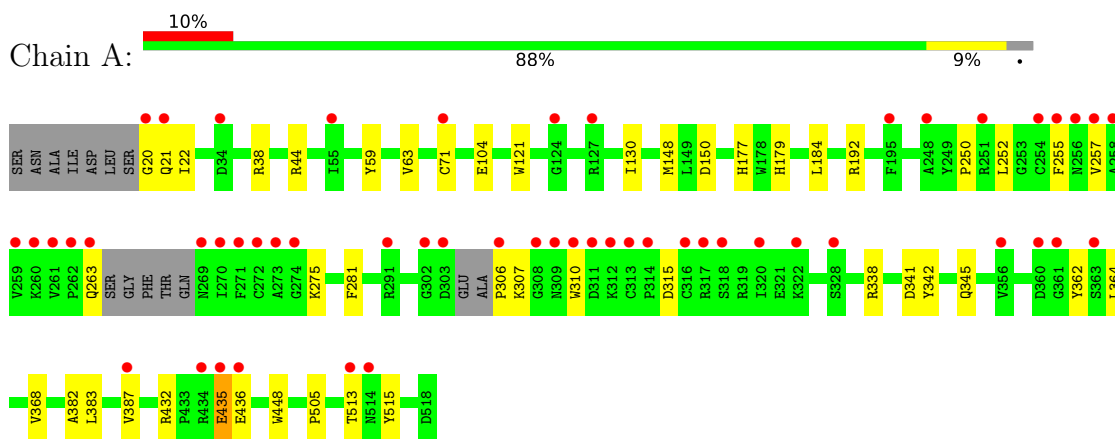 10%
Chain A:
88% 9% •
SER ASN ALA ILE ASP LEU SER G20 Q21 I22 D34 R38 R44 I55 Y59 V63 C71 E104 W121 G124 R127 I130 M148 L149 D150 H177 W178 H179 L184 R192 F195 A248 Y249 P250 R251 L252 G253 C254 F255 N256 V257 A258
V259 K260 V261 P262 Q263 SER GLY PHE THR GLN N269 I270 F271 C272 A273 G274 K275 F281 R291 G302 D303 GLU ALA P306 K307 G308 N309 W310 D311 K312 C313 P314 D315 C316 R317 S318 R319 I320 E321 K322 S328 R338 D341 Y342 Q345 V356 D360 G361 Y362 S363 L364
V368 A382 L383 V387 R432 P433 R434 E435 E436 W448 P505 T513 N514 Y515 D518